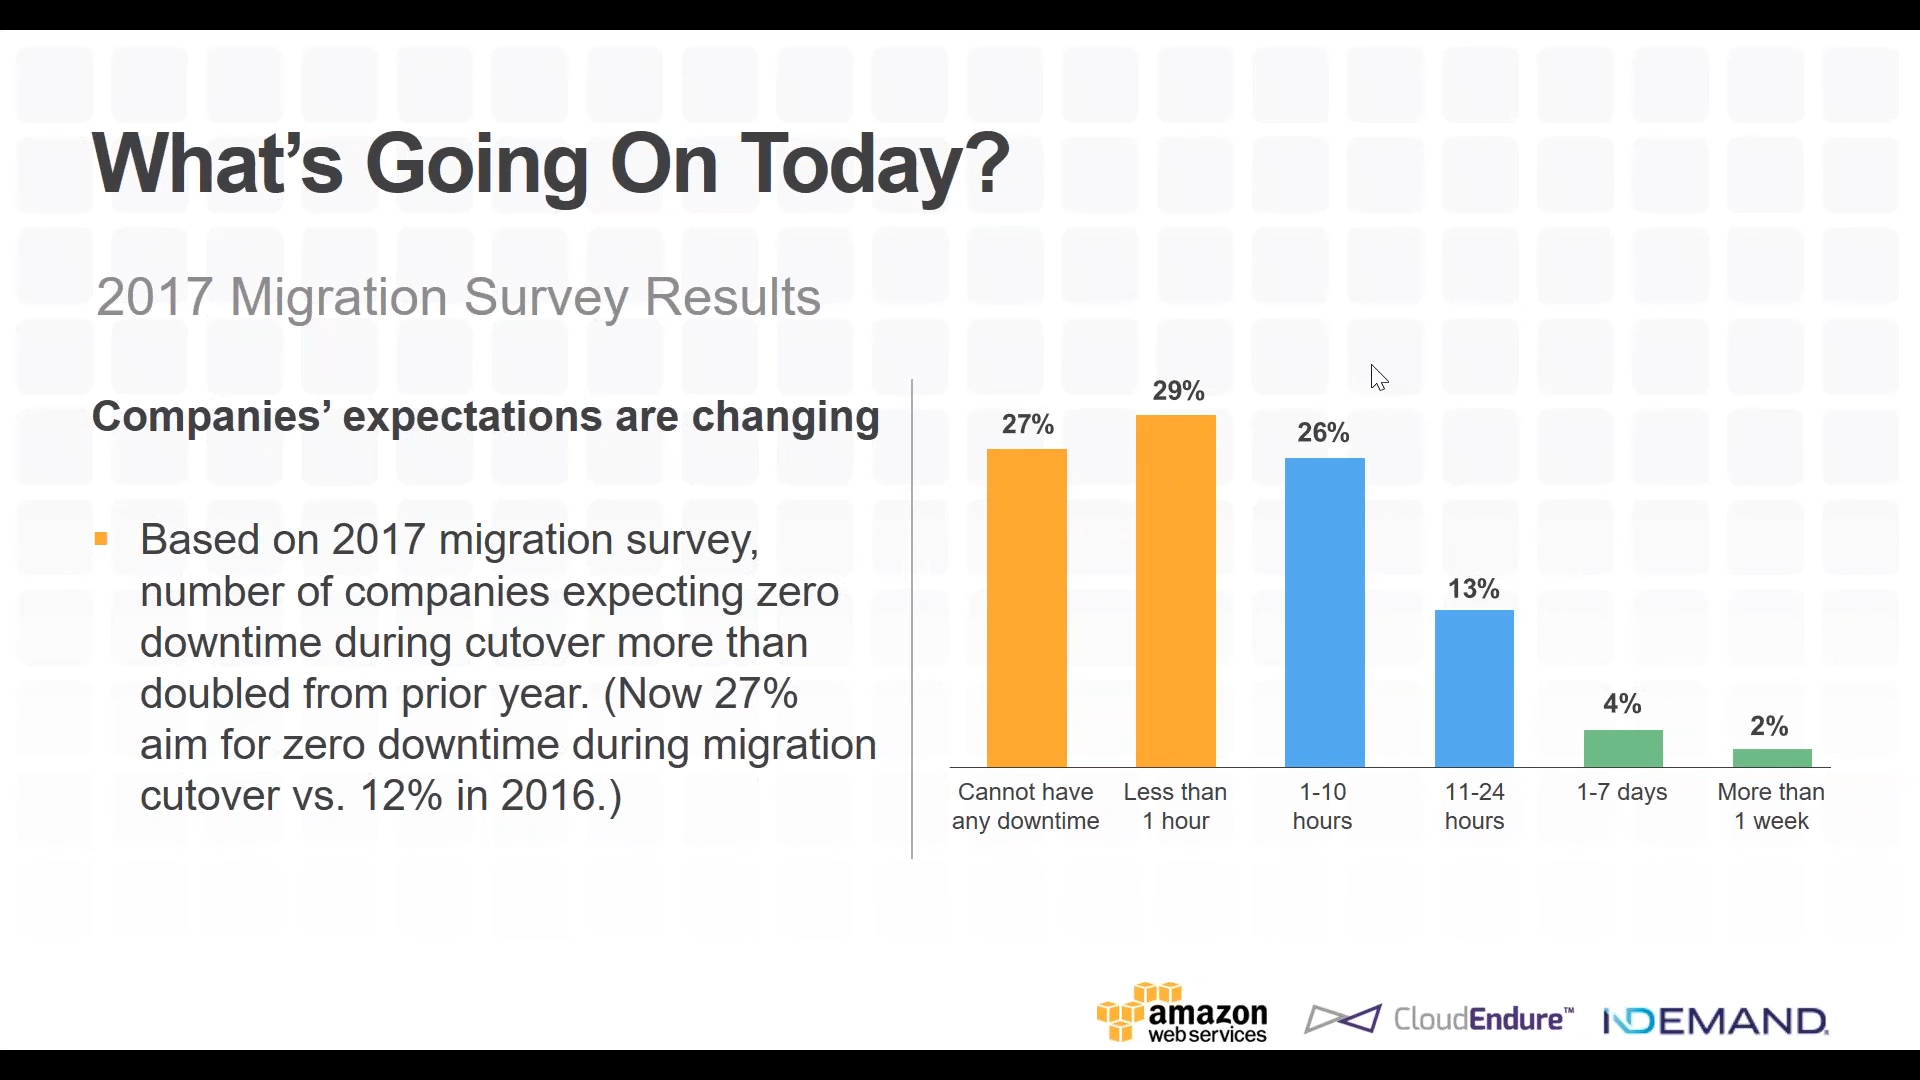 What’s Going On Today?
2017 Migration Survey Results
Companies’ expectations are changing
▪ Based on 2017 migration survey,
number of companies expecting zero
downtime during cutover more than
doubled from prior year. (Now 27%
aim for zero downtime during migration
cutover vs. 12% in 2016.)
27%
29%
26%
13%
4%
2%
Cannot have
any downtime
Less than
1 hour
1-10
hours
11-24
hours
1-7 days
More than
1 week
amazon
web services
CloudEndure™
INDEMAND®